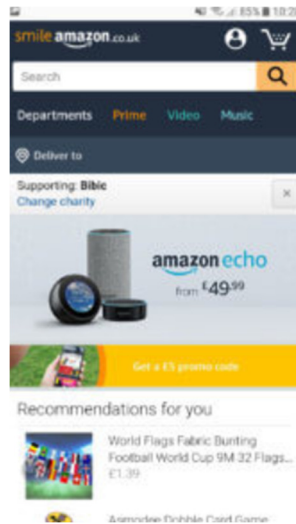 85% 10:2
smile.amazon.co.uk
Search
Departments Prime Video Music
Deliver to
Supporting: Bibic
Change charity
amazon echo
from £49.99
Get a £5 promo code
Recommendations for you
World Flags Fabric Bunting
Football World Cup 9M 32 Flags...
£1.39
Asmodee Dobble Card Game